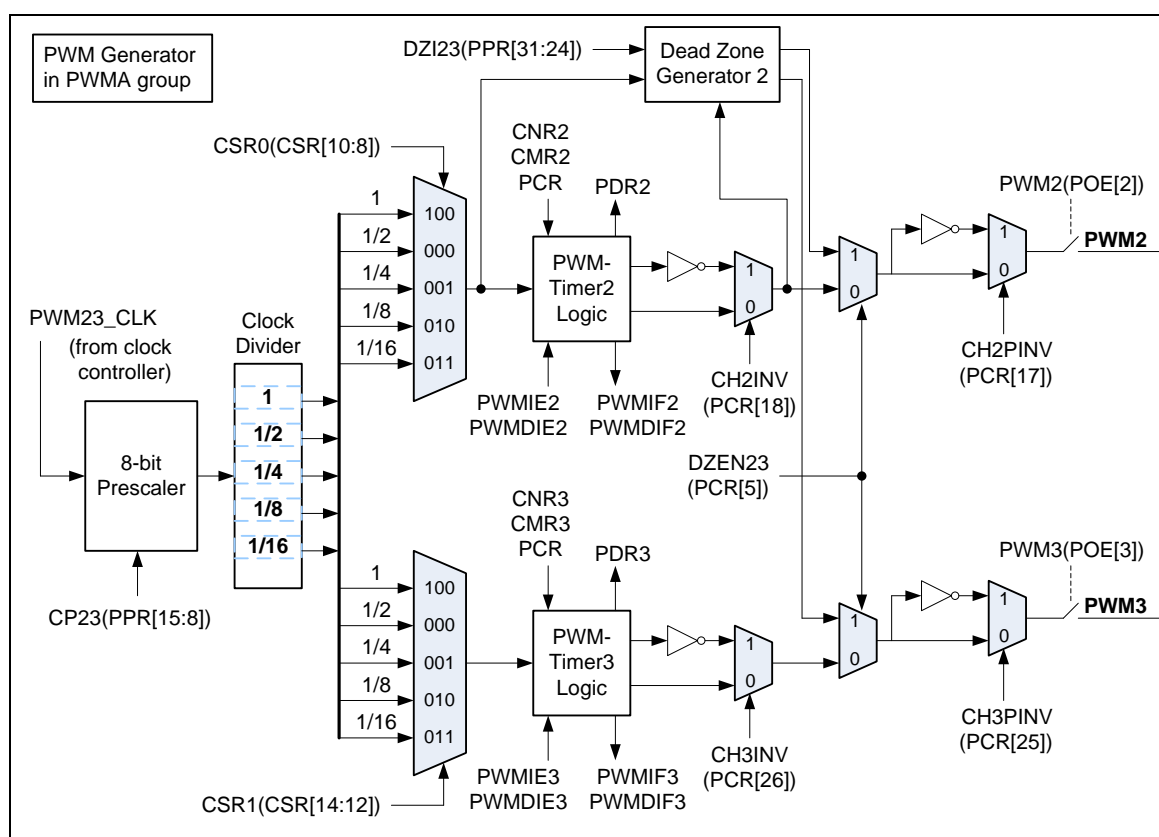 PWM Generator
in PWMA group
DZI23(PPR[31:24])
Dead Zone
Generator 2
CSR0(CSR[10:8])
CNR2
CMR2
PCR
PDR2
PWM2(POE[2])
1
1/2
1/4
1/8
1/16
100
000
001
010
011
PWM-
Timer2
Logic
1
0
1
0
1
0
PWM2
PWM23_CLK
(from clock
controller)
Clock
Divider
PWMIE2
PWMDIE2
PWMIF2
PWMDIF2
CH2INV
(PCR[18])
CH2PINV
(PCR[17])
1
1/2
1/4
1/8
1/16
8-bit
Prescaler
CP23(PPR[15:8])
DZEN23
(PCR[5])
CNR3
CMR3
PCR
PDR3
PWM3(POE[3])
1
1/2
1/4
1/8
1/16
100
000
001
010
011
PWM-
Timer3
Logic
1
0
1
0
1
0
PWM3
CSR1(CSR[14:12])
PWMIE3
PWMDIE3
PWMIF3
PWMDIF3
CH3INV
(PCR[26])
CH3PINV
(PCR[25])